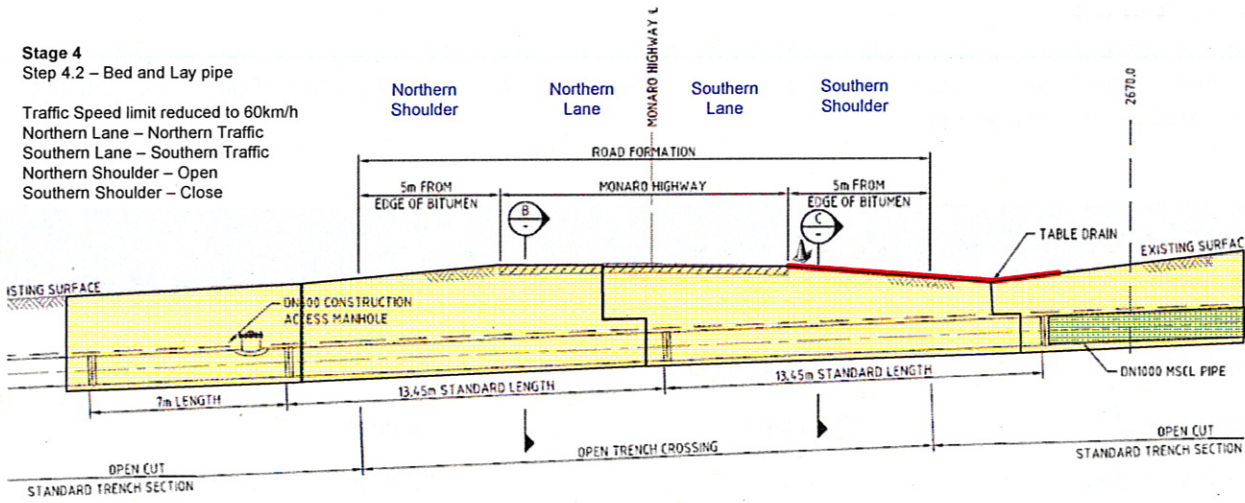 Stage 4
Step 4.2 – Bed and Lay pipe
Traffic Speed limit reduced to 60km/h
Northern Lane – Northern Traffic
Southern Lane – Southern Traffic
Northern Shoulder – Open
Southern Shoulder – Close
Northern
Shoulder
Northern
Lane
MONARO HIGHWAY ℄
Southern
Lane
Southern
Shoulder
2670.0
ROAD FORMATION
5m FROM
EDGE OF BITUMEN
MONARO HIGHWAY
5m FROM
EDGE OF BITUMEN
B
-
C
-
TABLE DRAIN
EXISTING SURFAC
ISTING SURFACE
DN600 CONSTRUCTION
ACCESS MANHOLE
DN1000 MSCL PIPE
7m LENGTH
13.45m STANDARD LENGTH
13.45m STANDARD LENGTH
OPEN CUT
STANDARD TRENCH SECTION
OPEN TRENCH CROSSING
OPEN CUT
STANDARD TRENCH SECTION